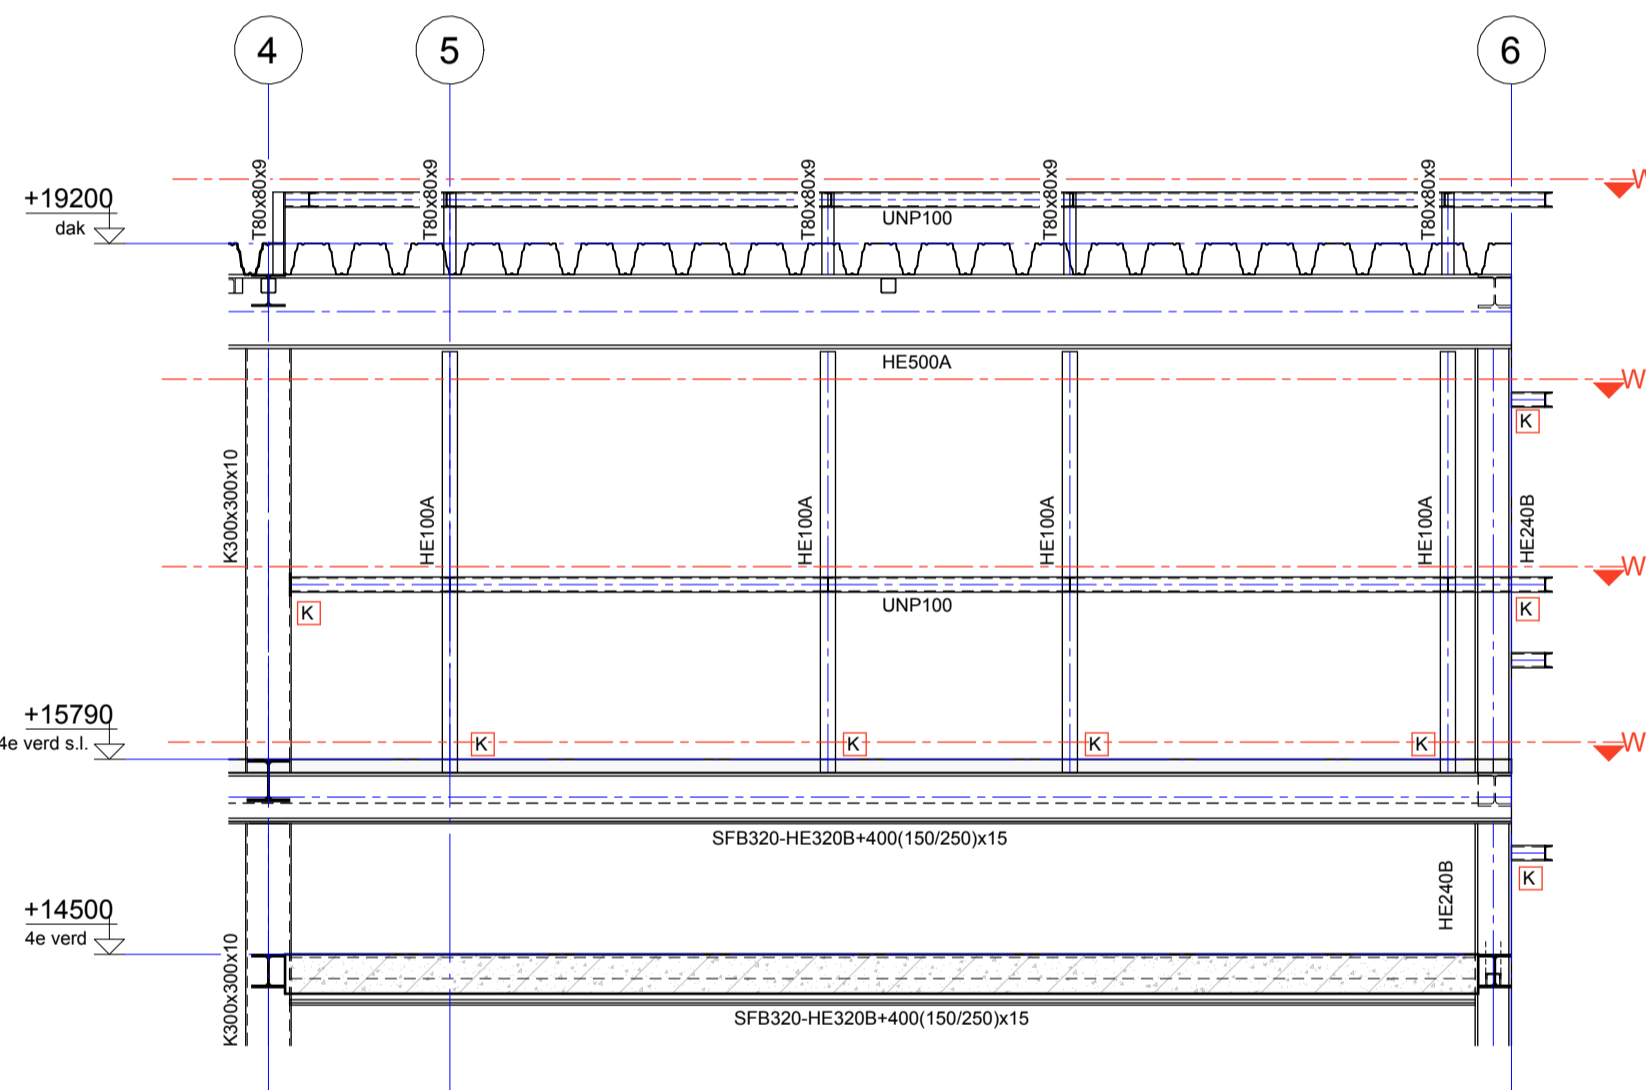 4
5
6
T80x80x9
T80x80x9
T80x80x9
T80x80x9
T80x80x9
W
+19200
dak
UNP100
HE500A
W
K
K300x300x10
HE100A
HE100A
HE100A
HE100A
HE240B
W
K
UNP100
K
+15790
4e verd s.l.
K
K
K
K
W
SFB320-HE320B+400(150/250)x15
HE240B
K
+14500
4e verd
K300x300x10
SFB320-HE320B+400(150/250)x15